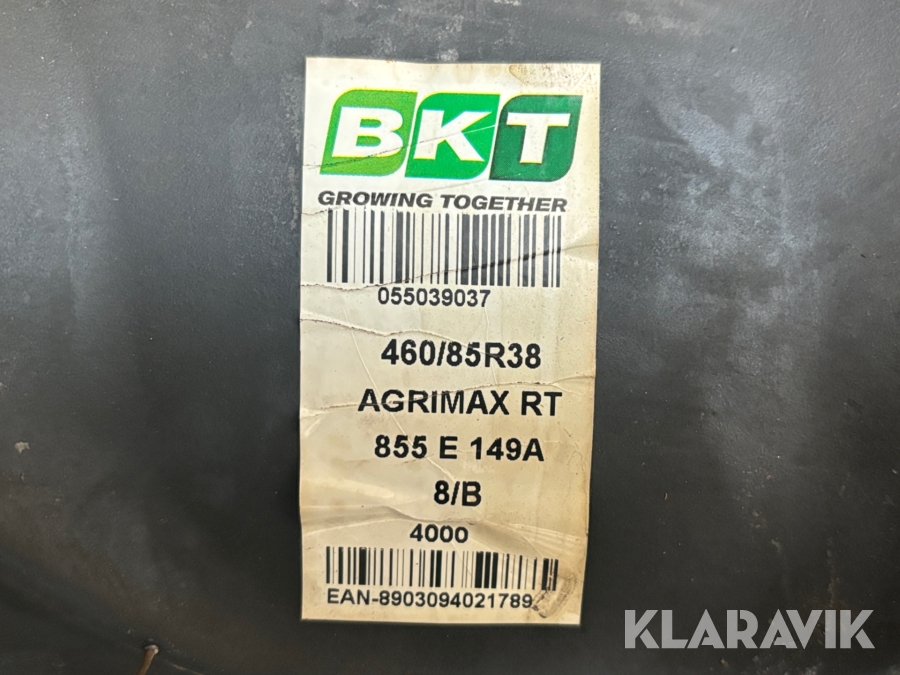 BKT
GROWING TOGETHER
055039037
460/85R38
AGRIMAX RT
855 E 149A
8/B
4000
EAN-8903094021789
KLARAVIK